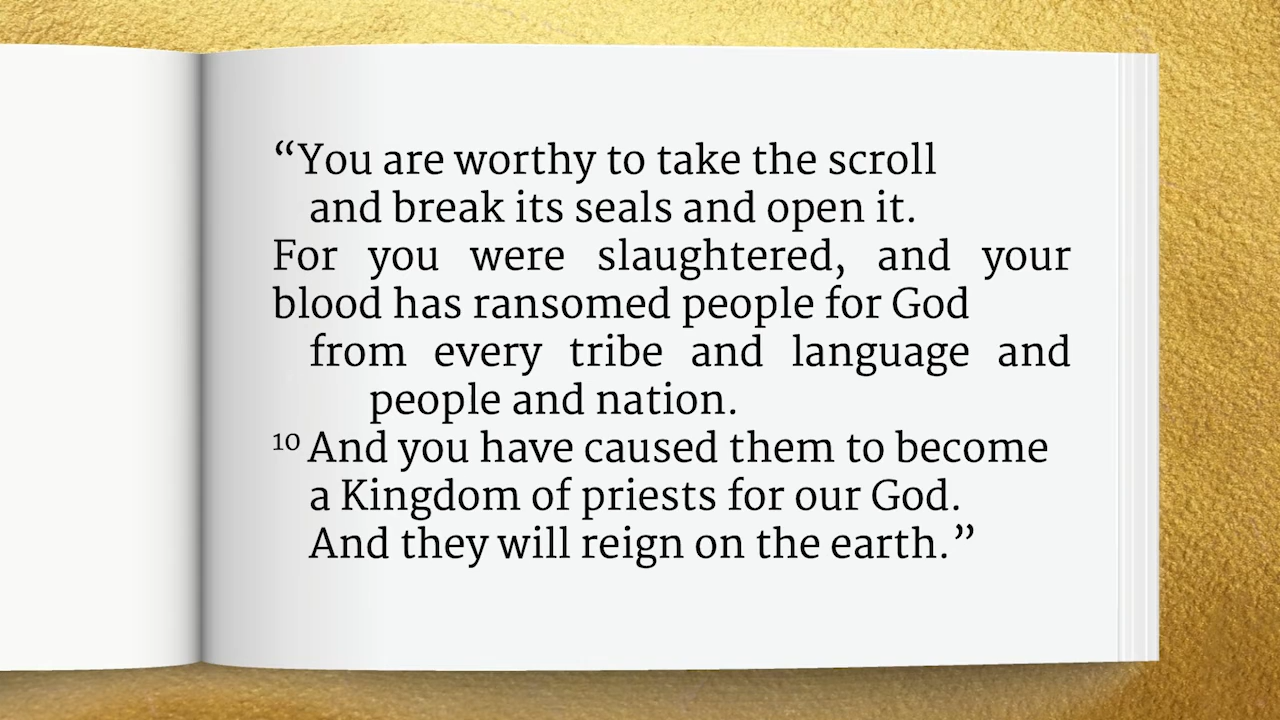 “You are worthy to take the scroll
and break its seals and open it.
For you were slaughtered, and your
blood has ransomed people for God
from every tribe and language and
people and nation.
¹⁰ And you have caused them to become
a Kingdom of priests for our God.
And they will reign on the earth.”